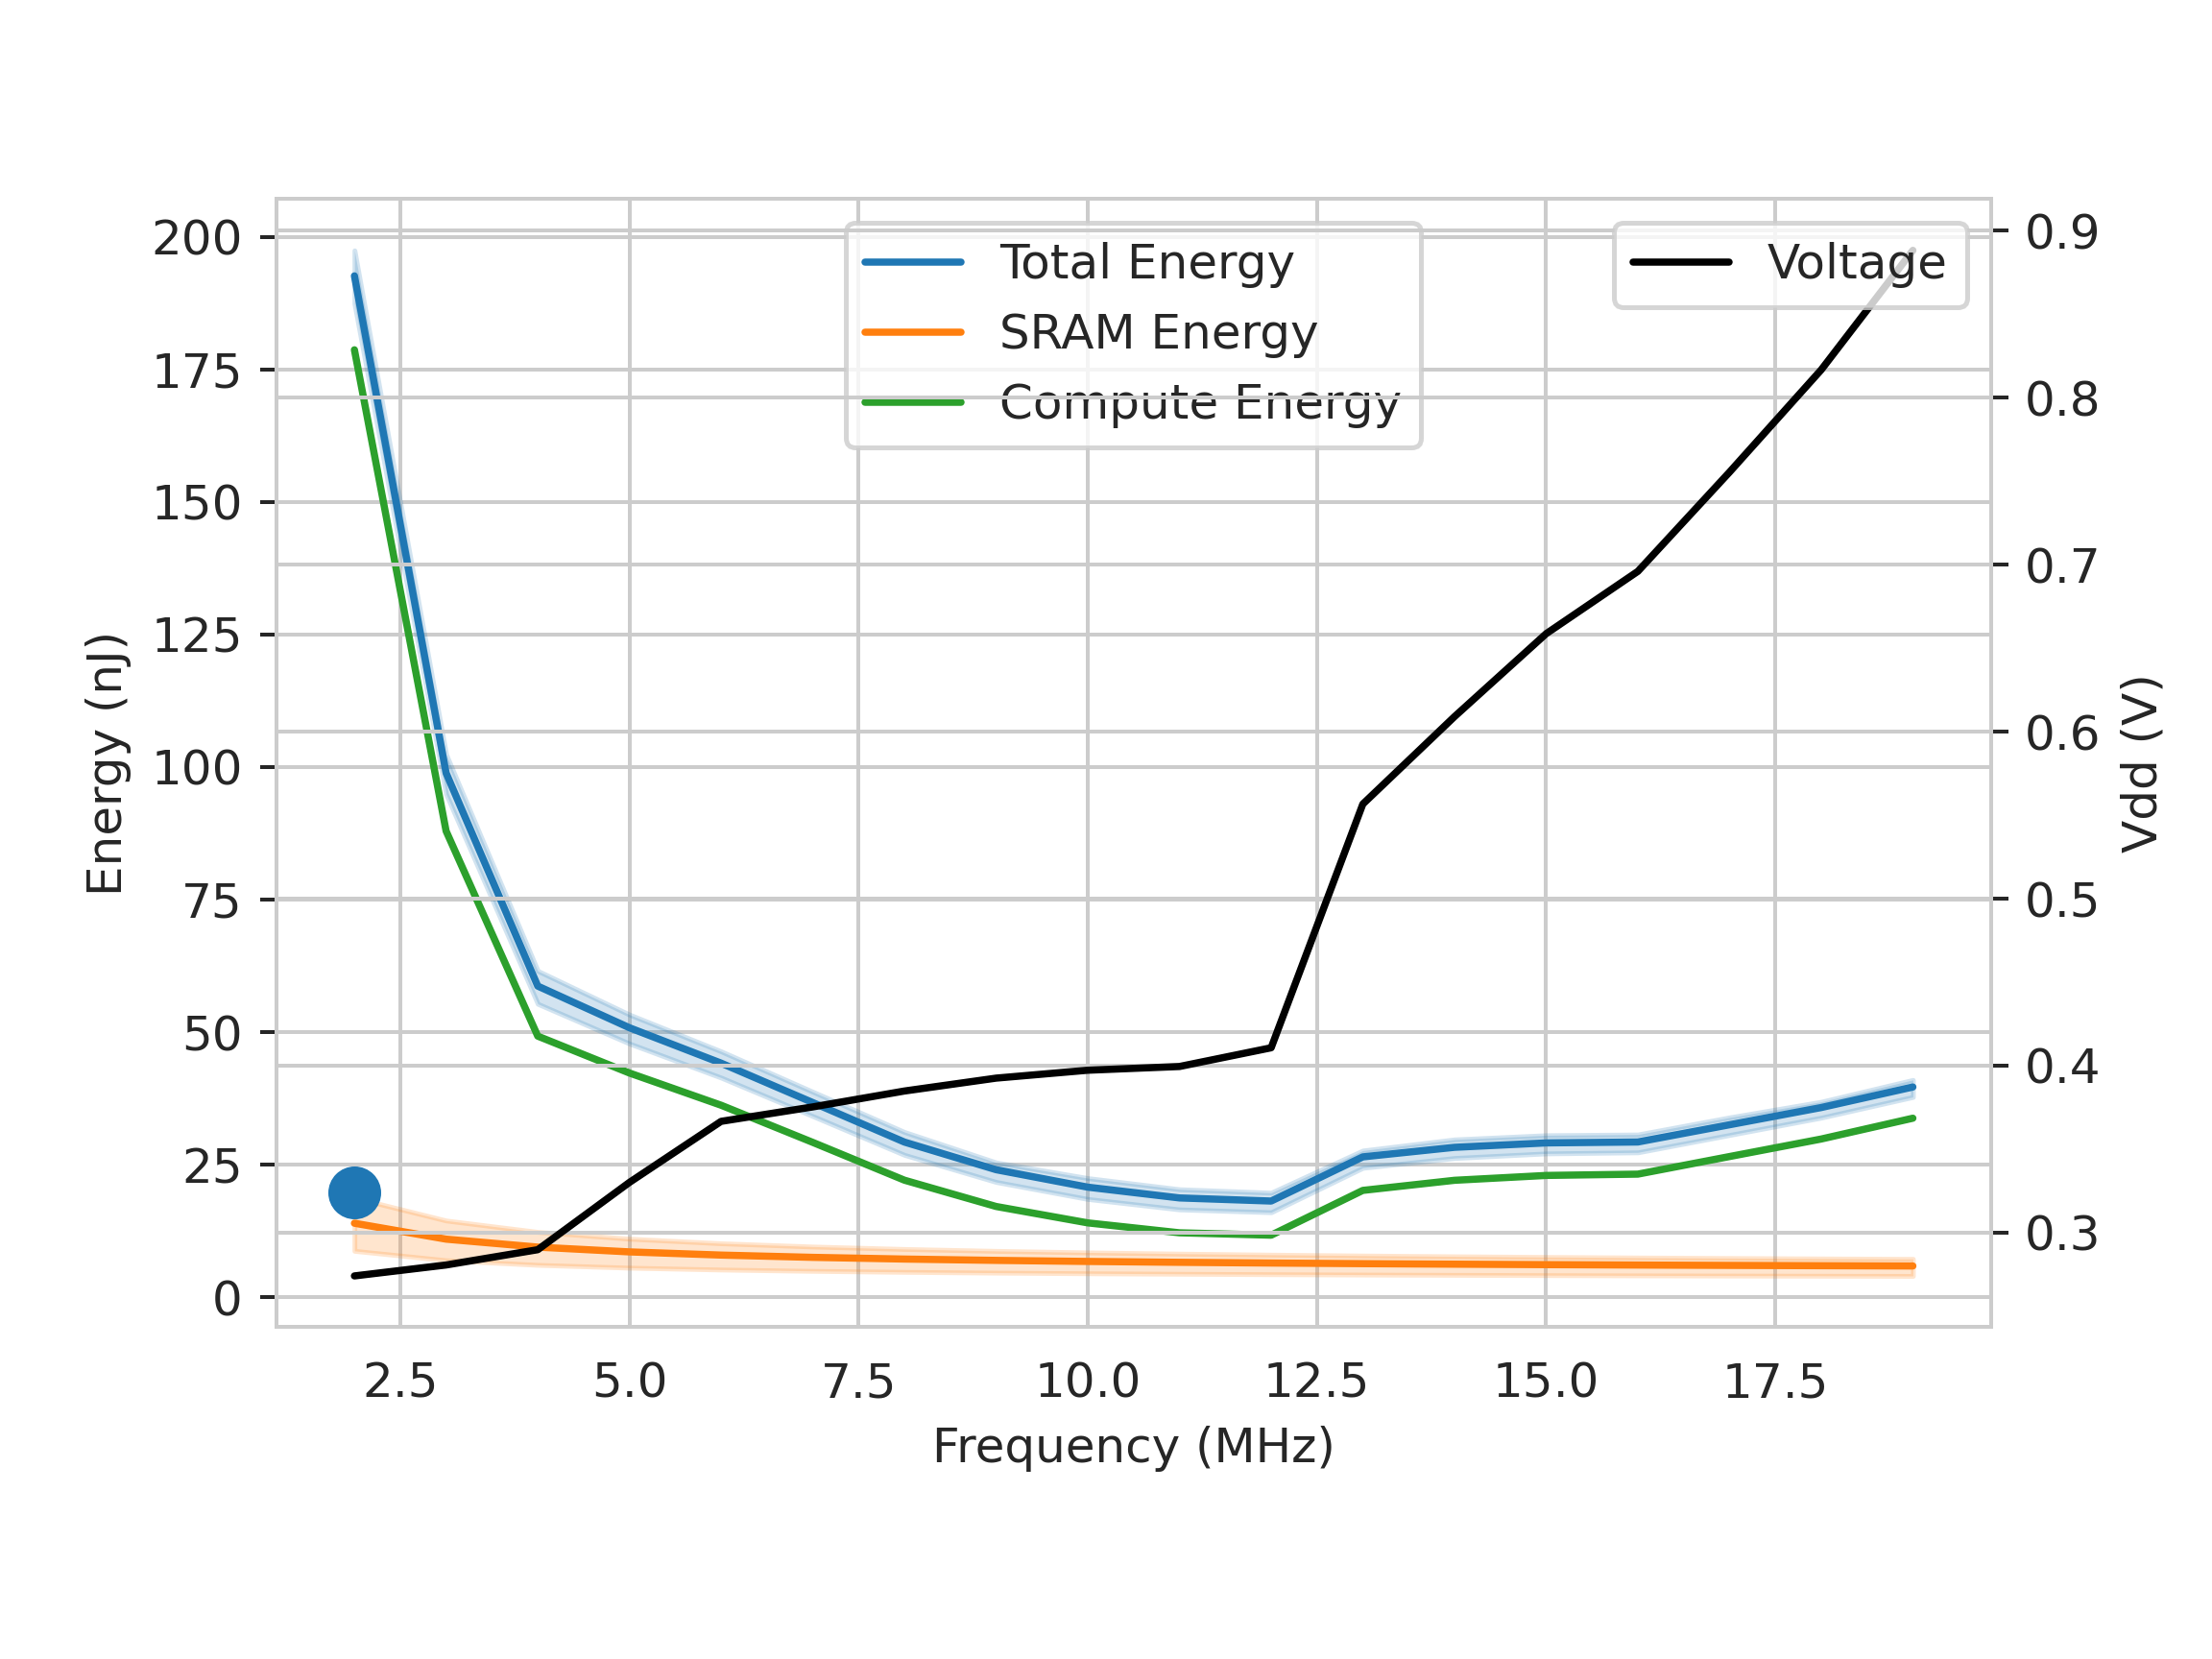 Total Energy
SRAM Energy
Compute Energy
Voltage
200
175
150
125
100
75
50
25
0
Energy (nJ)
0.9
0.8
0.7
0.6
0.5
0.4
0.3
Vdd (V)
2.5 5.0 7.5 10.0 12.5 15.0 17.5
Frequency (MHz)